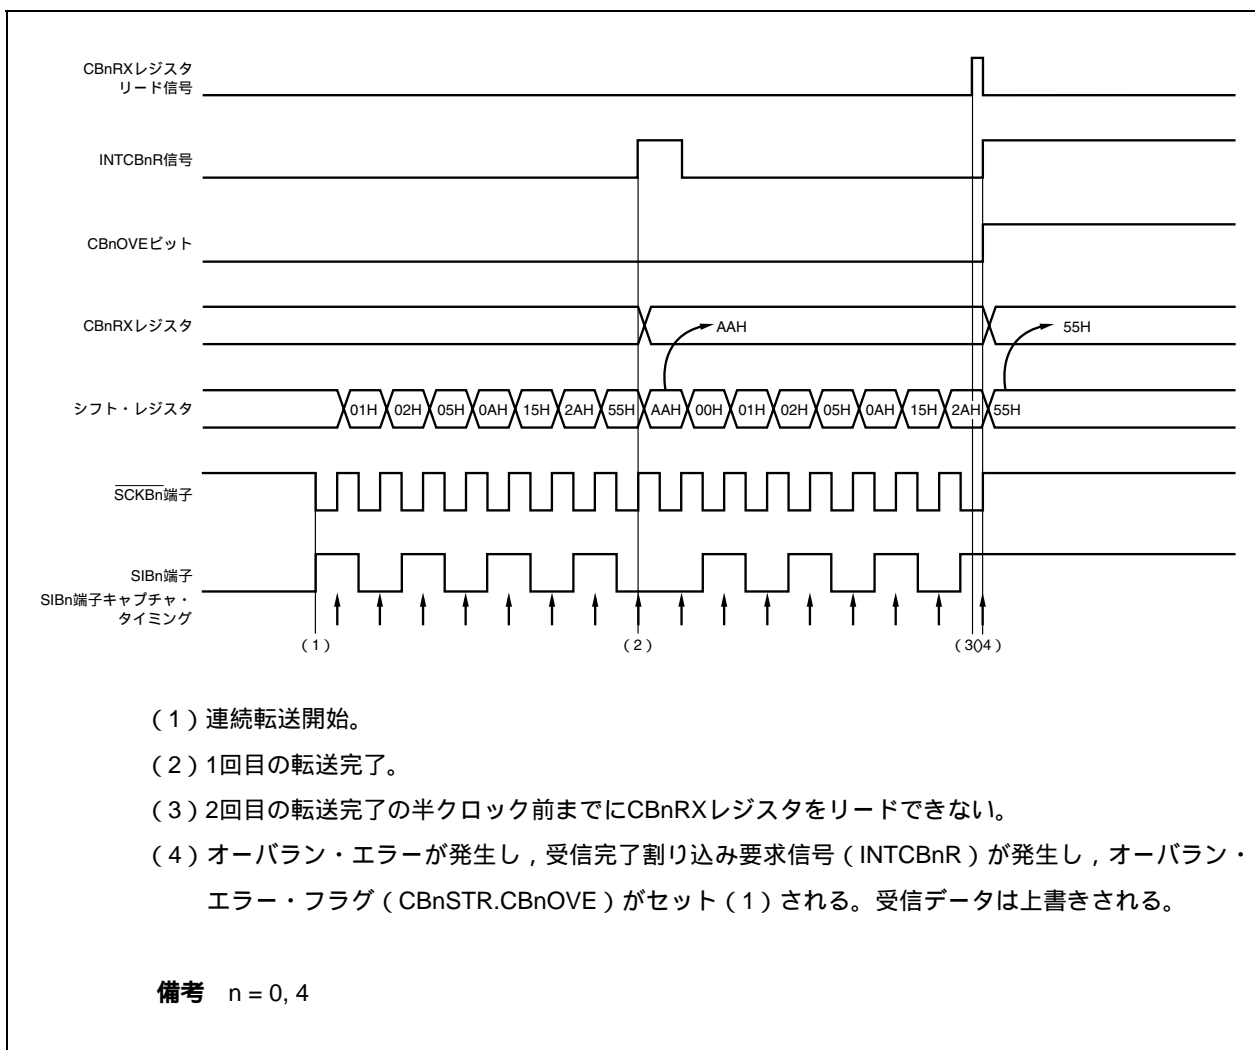 CBnRXレジスタ
リード信号
INTCBnR信号
CBnOVEビット
CBnRXレジスタ
AAH
55H
シフト・レジスタ
01H 02H 05H 0AH 15H 2AH 55H AAH 00H 01H 02H 05H 0AH 15H 2AH 55H
SCKBn端子
SIBn端子
SIBn端子キャプチャ・
タイミング
(1) (2) (3)(4)
(1)連続転送開始。
(2)1回目の転送完了。
(3)2回目の転送完了の半クロック前までにCBnRXレジスタをリードできない。
(4)オーバラン・エラーが発生し,受信完了割り込み要求信号(INTCBnR)が発生し,オーバラン・
エラー・フラグ(CBnSTR.CBnOVE)がセット(1)される。受信データは上書きされる。
備考 n = 0, 4